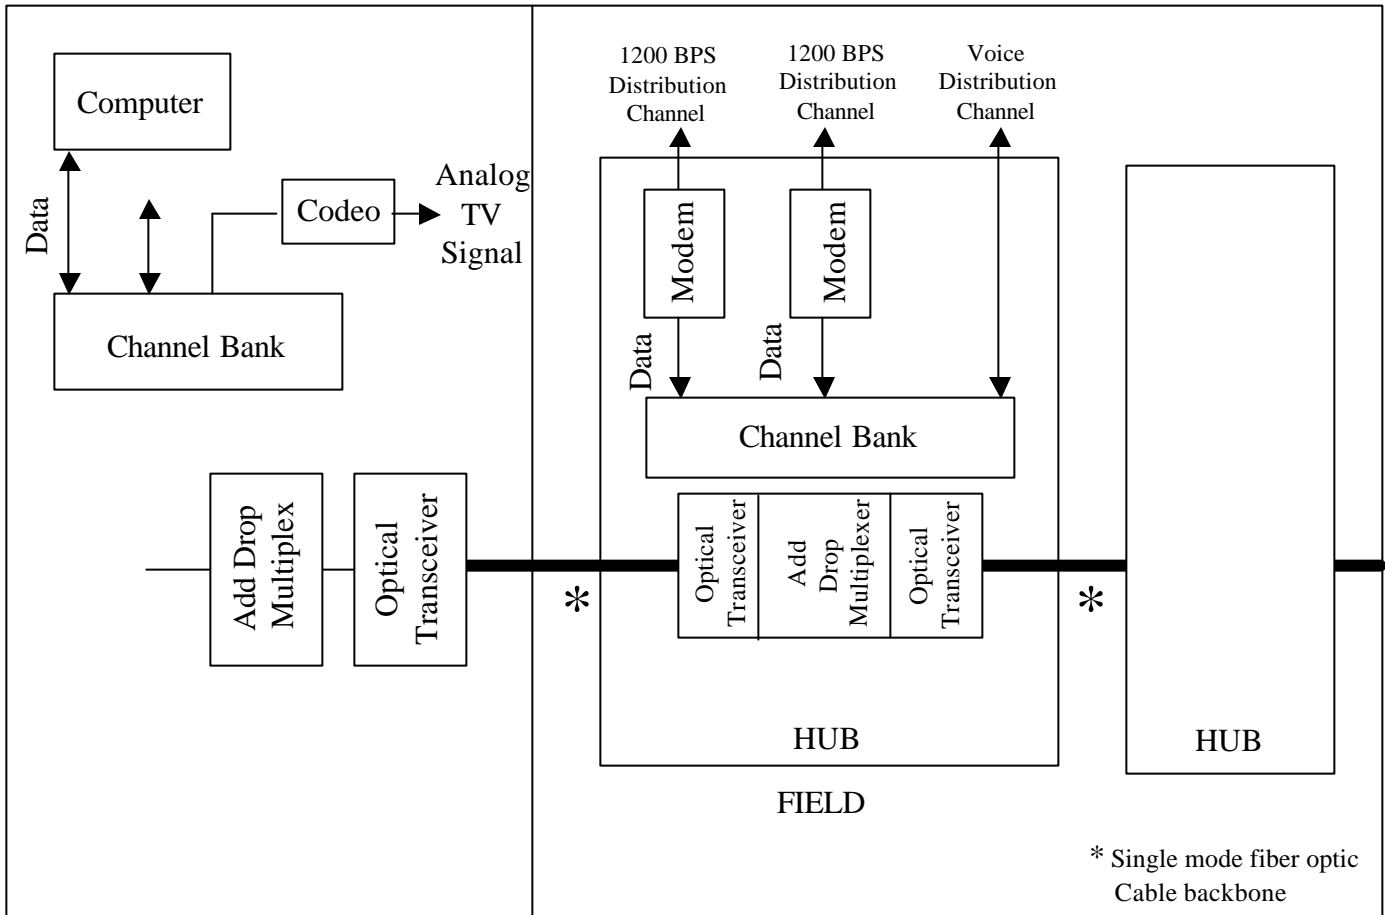 Computer
Data
Codeo
Analog
TV
Signal
Channel Bank
Add Drop
Multiplex
Optical
Transceiver
1200 BPS
Distribution
Channel
1200 BPS
Distribution
Channel
Voice
Distribution
Channel
Modem
Modem
Data
Data
Channel Bank
Optical
Transceiver
Add
Drop
Multiplexer
Optical
Transceiver
*
*
HUB
HUB
FIELD
* Single mode fiber optic
Cable backbone